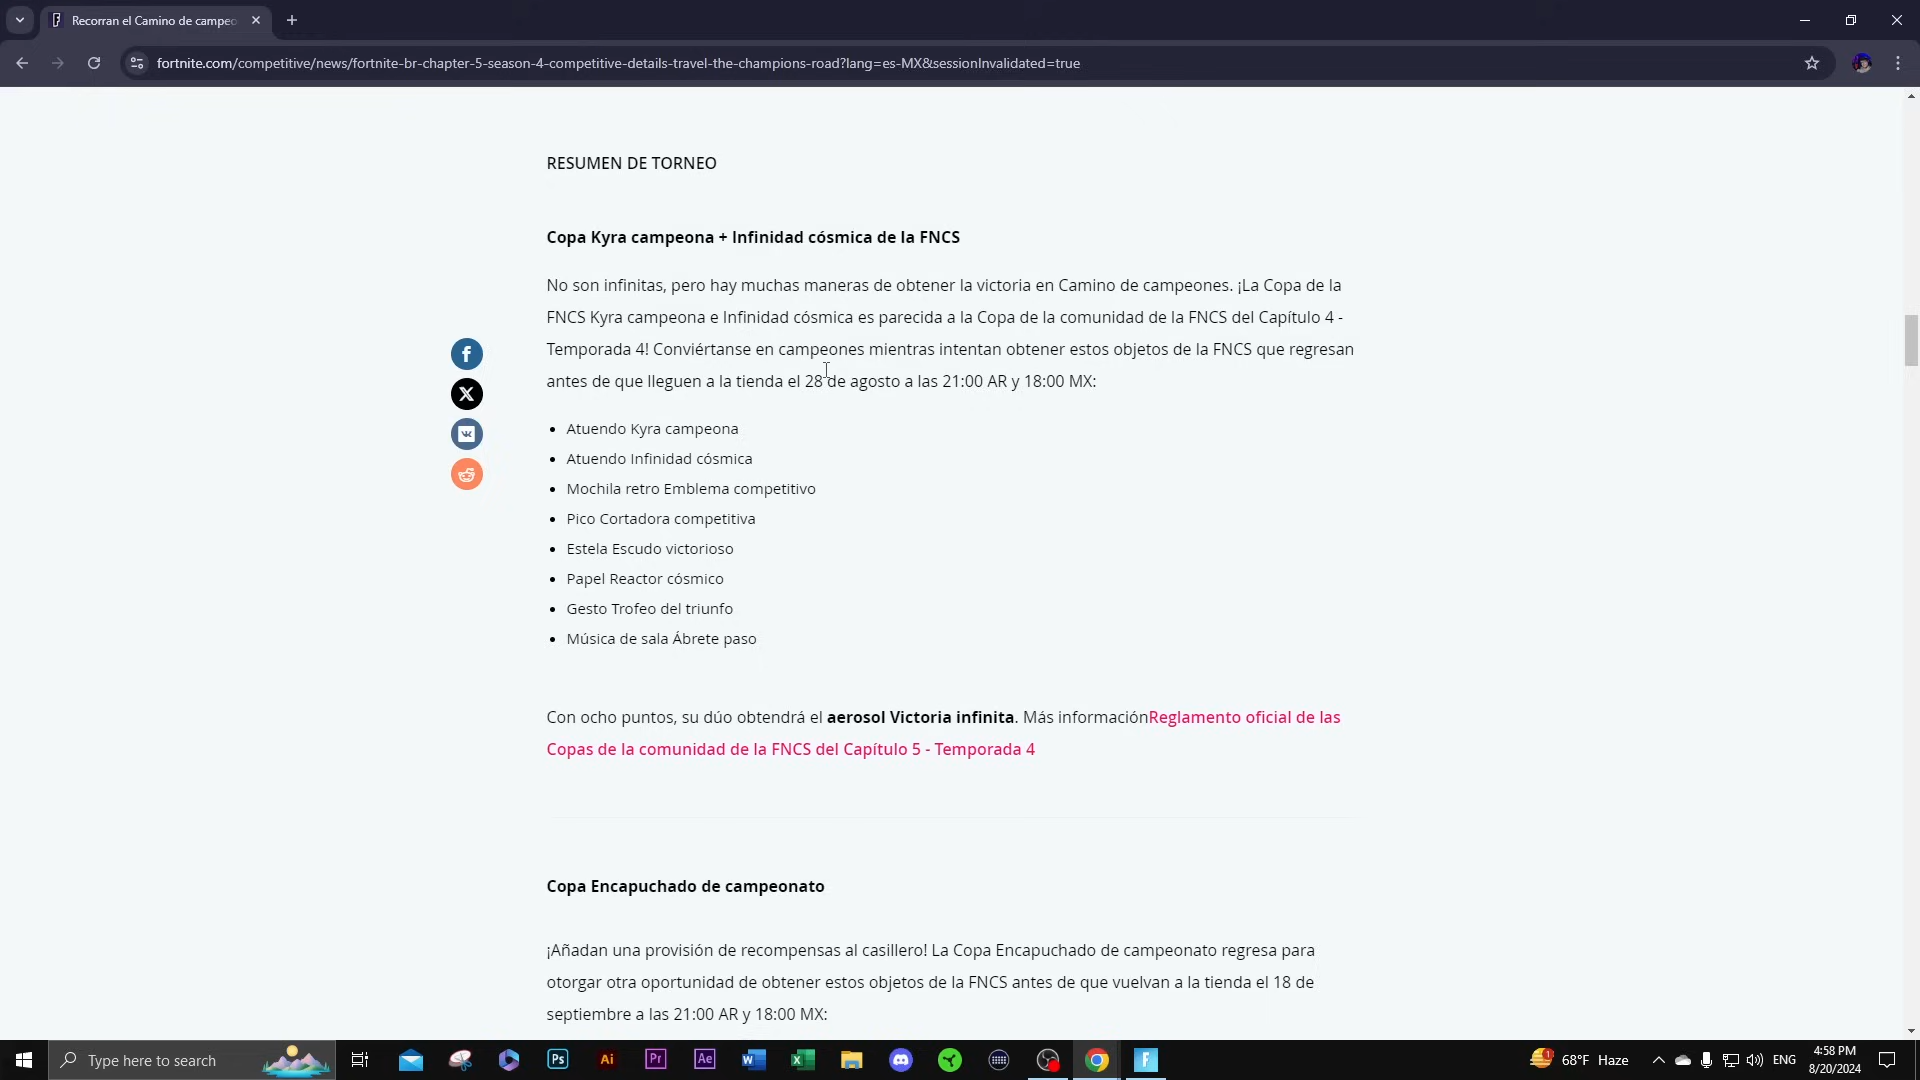 Recorran el Camino de campeo
fortnite.com/competitive/news/fortnite-br-chapter-5-season-4-competitive-details-travel-the-champions-road?lang=es-MX&sessionInvalidated=true
RESUMEN DE TORNEO
Copa Kyra campeona + Infinidad cósmica de la FNCS
No son infinitas, pero hay muchas maneras de obtener la victoria en Camino de campeones. ¡La Copa de la
FNCS Kyra campeona e Infinidad cósmica es parecida a la Copa de la comunidad de la FNCS del Capítulo 4 -
Temporada 4! Conviértanse en campeones mientras intentan obtener estos objetos de la FNCS que regresan
antes de que lleguen a la tienda el 28 de agosto a las 21:00 AR y 18:00 MX:
• Atuendo Kyra campeona
• Atuendo Infinidad cósmica
• Mochila retro Emblema competitivo
• Pico Cortadora competitiva
• Estela Escudo victorioso
• Papel Reactor cósmico
• Gesto Trofeo del triunfo
• Música de sala Ábrete paso
Con ocho puntos, su dúo obtendrá el aerosol Victoria infinita. Más informaciónReglamento oficial de las
Copas de la comunidad de la FNCS del Capítulo 5 - Temporada 4
Copa Encapuchado de campeonato
¡Añadan una provisión de recompensas al casillero! La Copa Encapuchado de campeonato regresa para
otorgar otra oportunidad de obtener estos objetos de la FNCS antes de que vuelvan a la tienda el 18 de
septiembre a las 21:00 AR y 18:00 MX:
Type here to search
Ps
Ai
Pr
Ae
1
68°F Haze
ENG
4:58 PM
8/20/2024